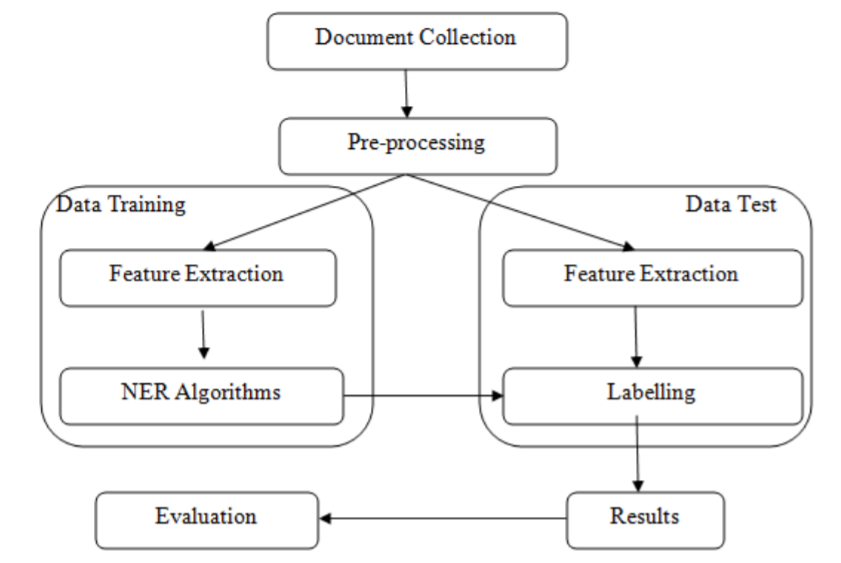 Document Collection
Pre-processing
Data Training
Data Test
Feature Extraction
Feature Extraction
NER Algorithms
Labelling
Evaluation
Results